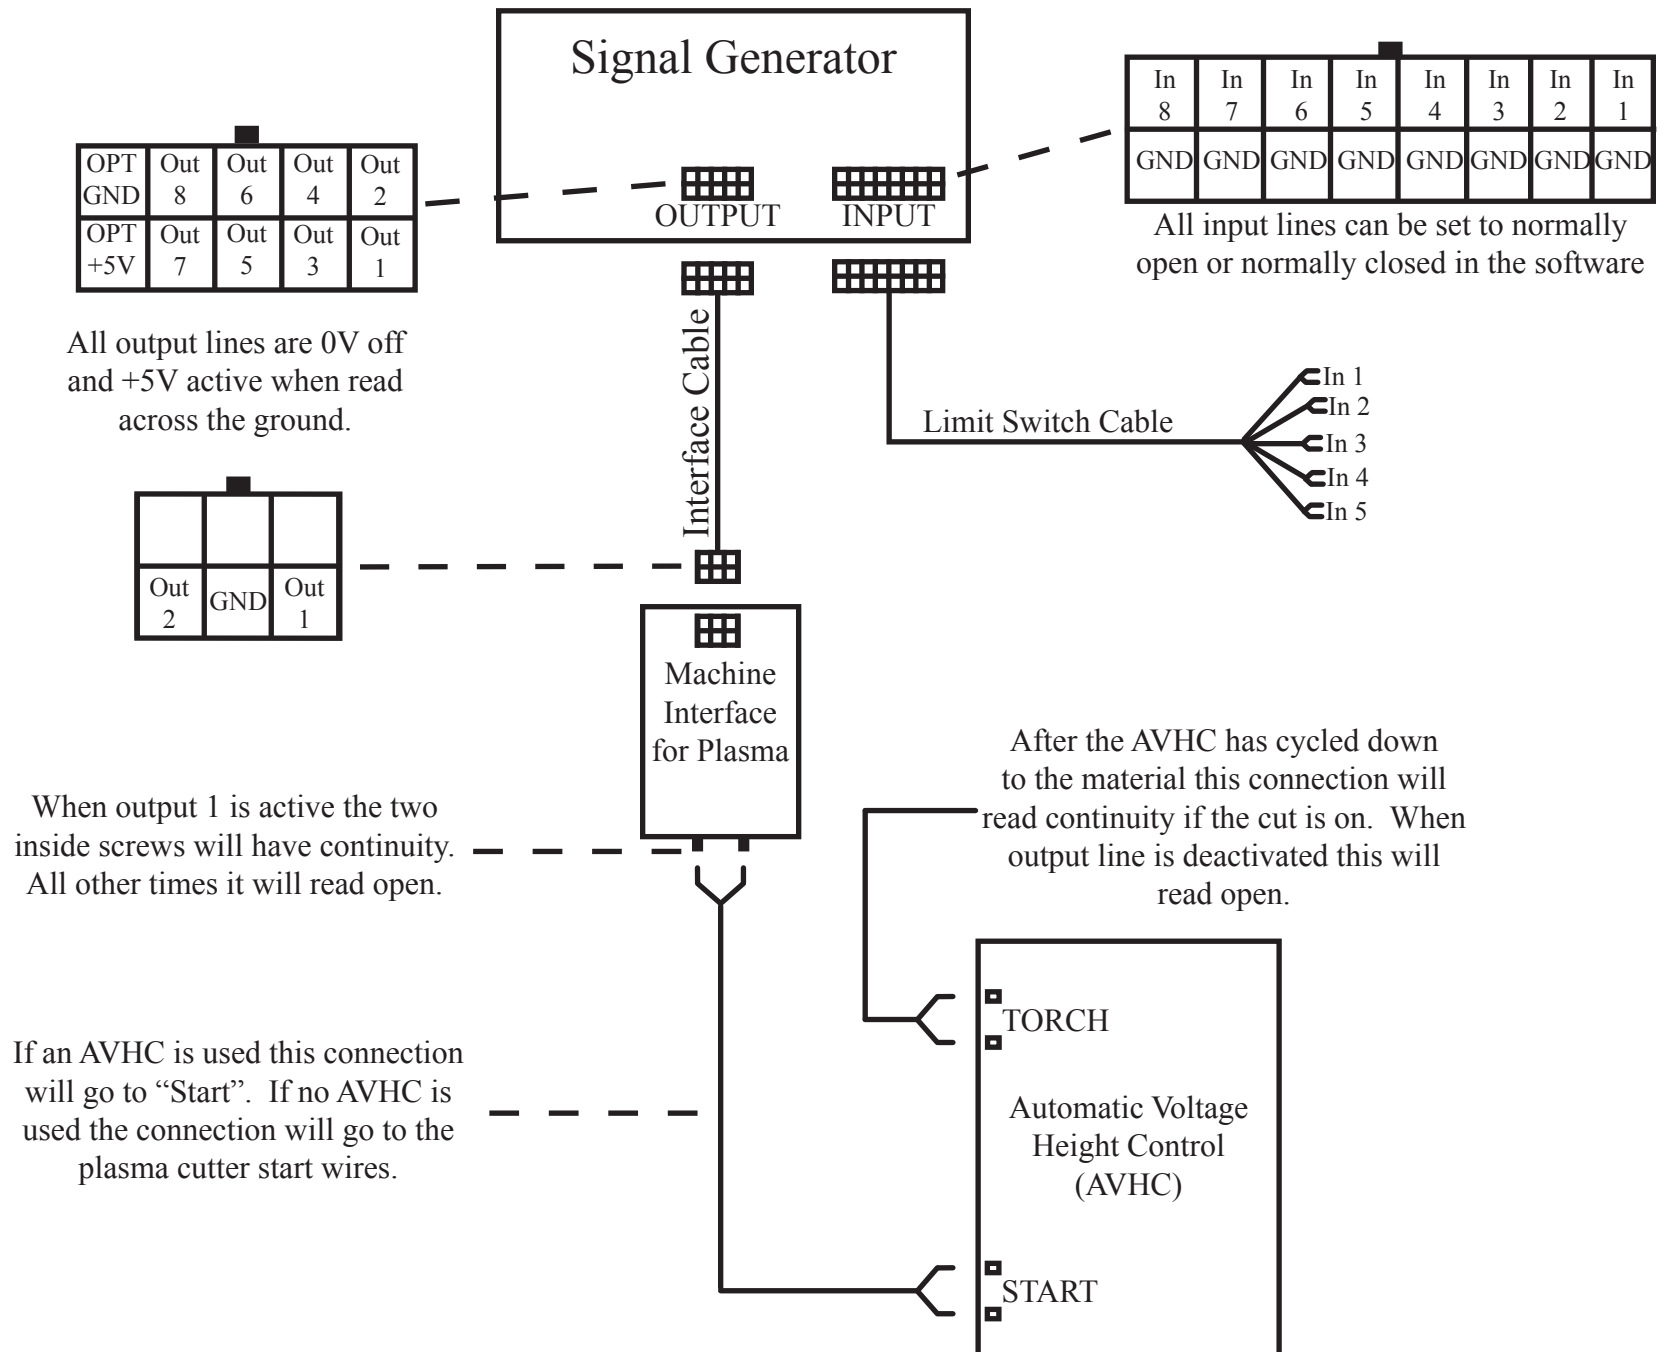 Signal Generator
OUTPUT INPUT
OPT GND Out 8 Out 6 Out 4 Out 2
OPT +5V Out 7 Out 5 Out 3 Out 1
All output lines are 0V off
and +5V active when read
across the ground.
In 8 In 7 In 6 In 5 In 4 In 3 In 2 In 1
GND GND GND GND GND GND GND GND
All input lines can be set to normally
open or normally closed in the software
Interface Cable
Limit Switch Cable
In 1
In 2
In 3
In 4
In 5
Out 2 GND Out 1
Machine
Interface
for Plasma
When output 1 is active the two
inside screws will have continuity.
All other times it will read open.
After the AVHC has cycled down
to the material this connection will
read continuity if the cut is on. When
output line is deactivated this will
read open.
If an AVHC is used this connection
will go to “Start”. If no AVHC is
used the connection will go to the
plasma cutter start wires.
TORCH
Automatic Voltage
Height Control
(AVHC)
START